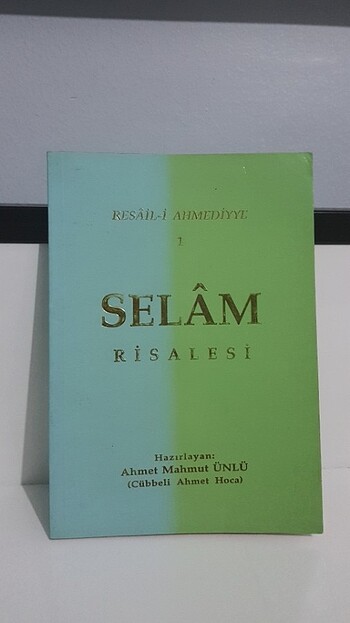 RESÂİL-İ AHMEDİYYE
1
SELÂM
RİSALESİ
Hazırlayan:
Ahmet Mahmut ÜNLÜ
(Cübbeli Ahmet Hoca)